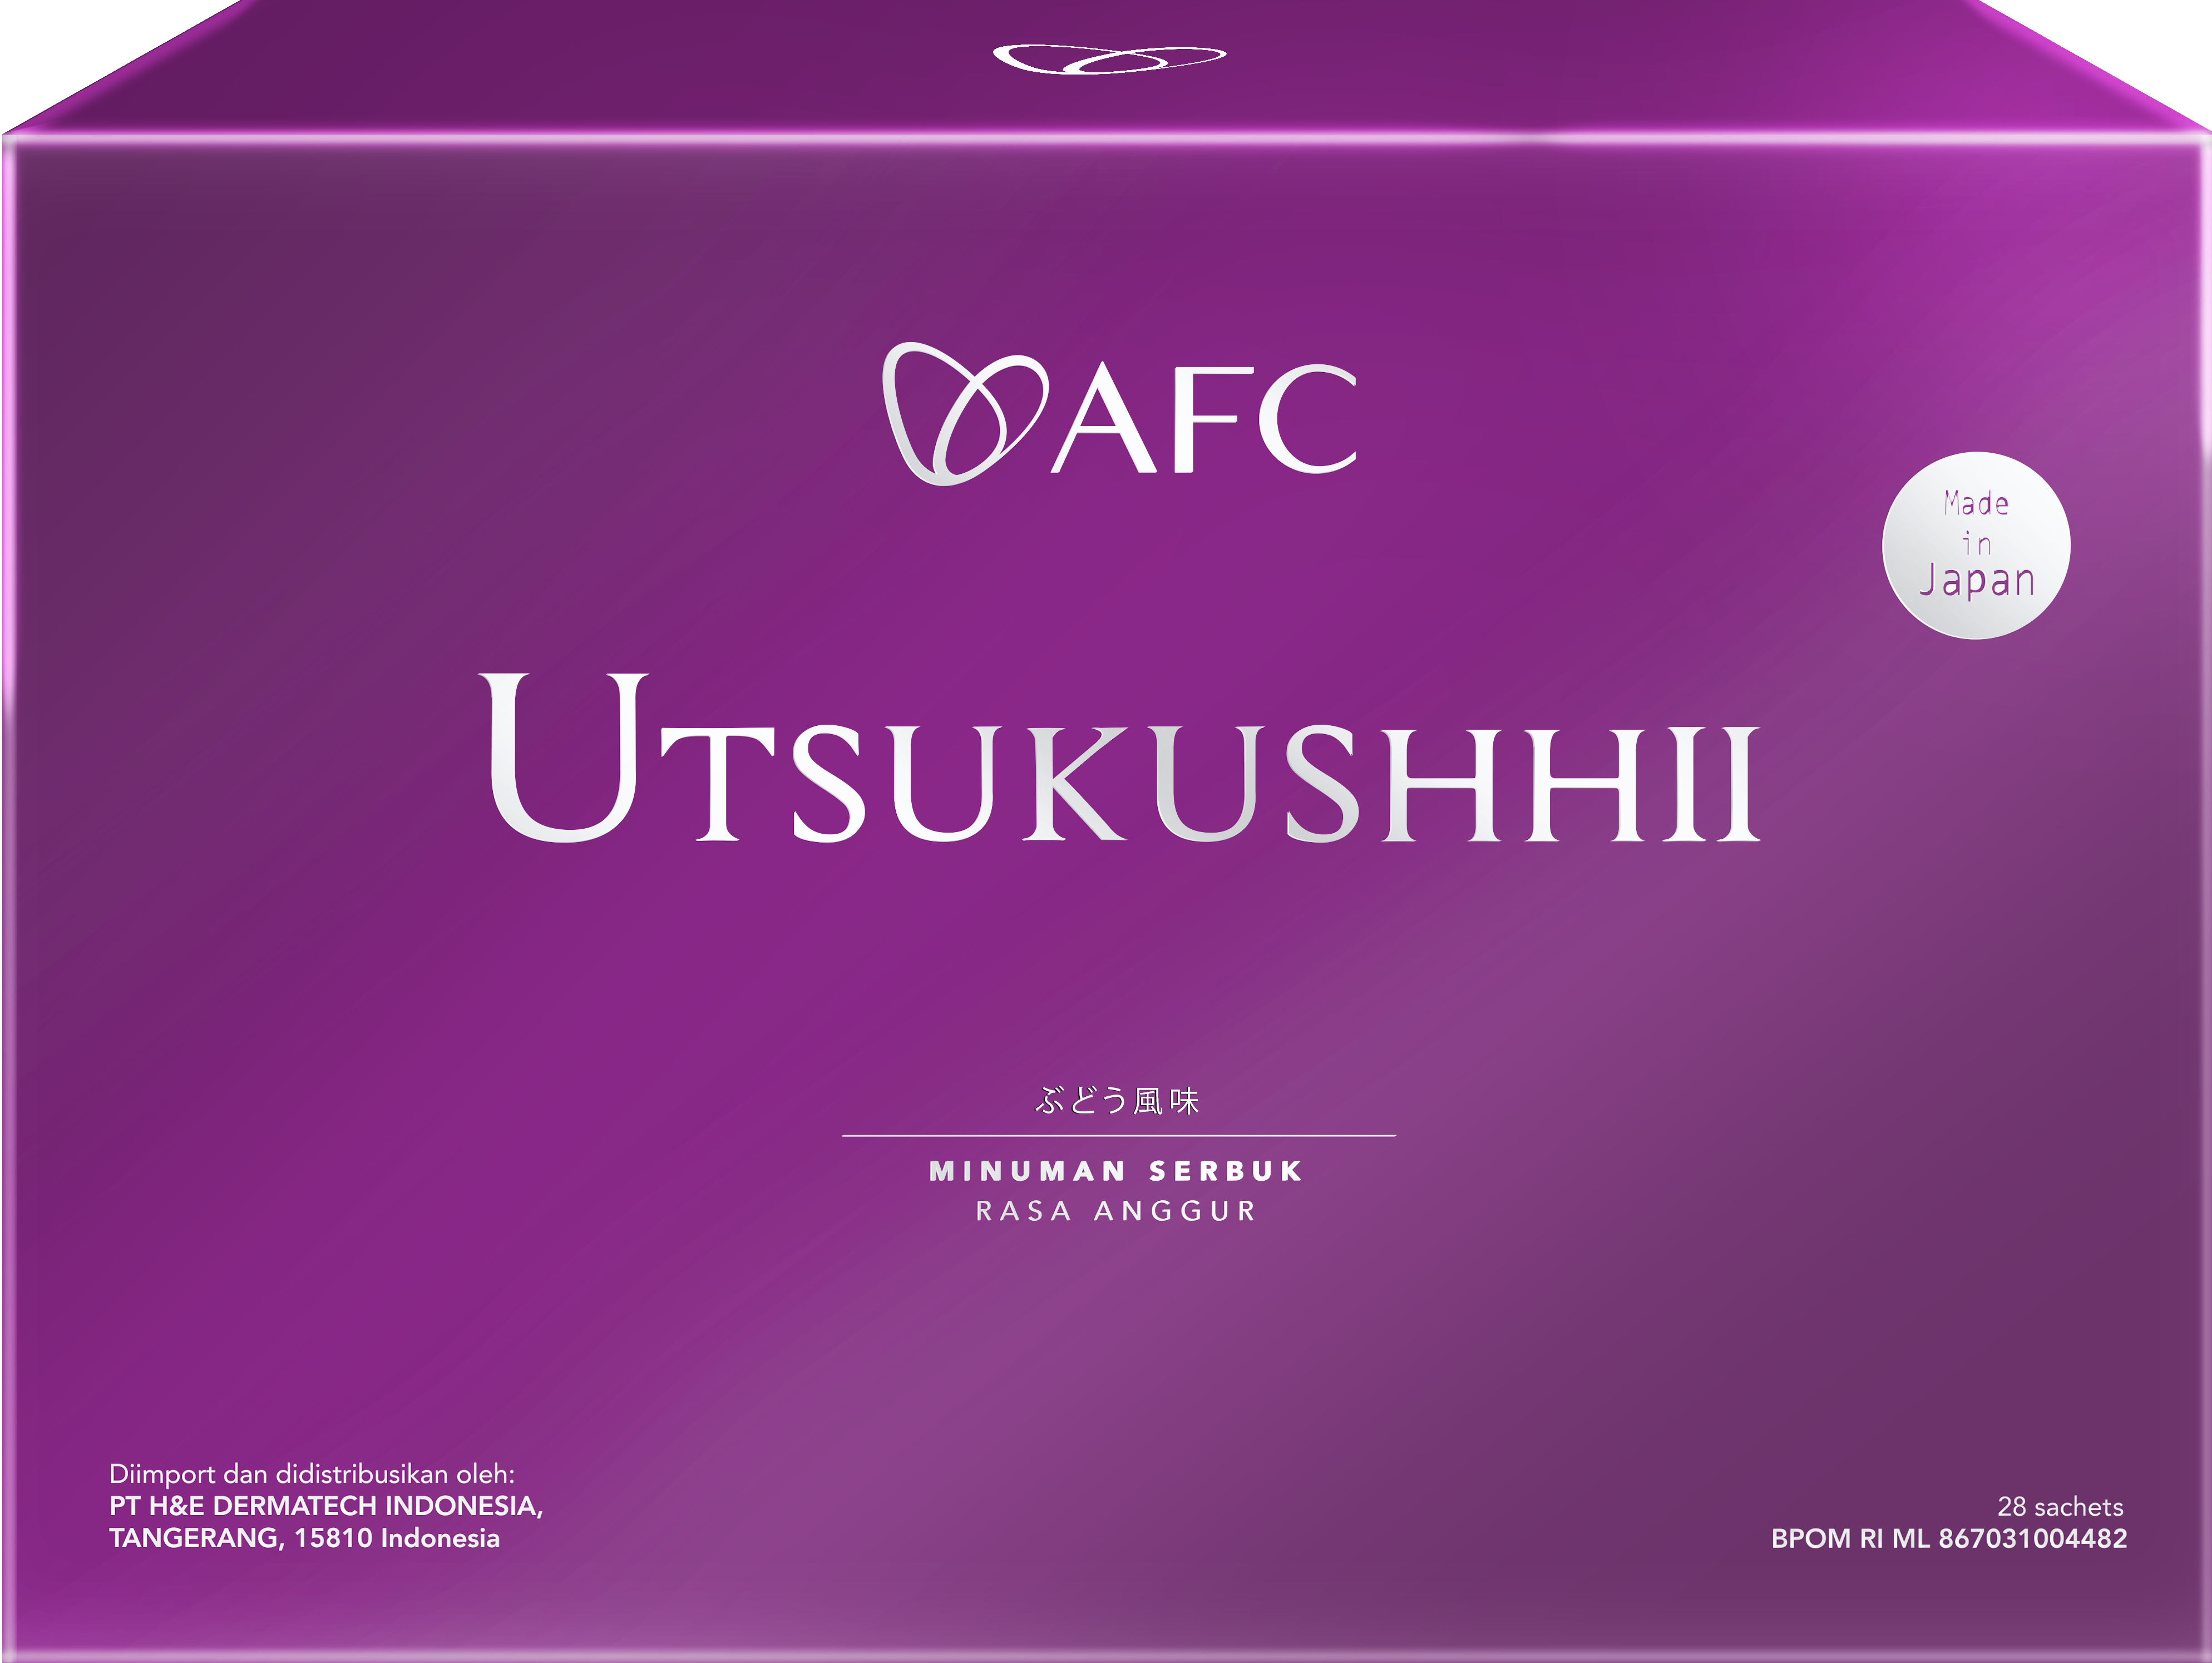 AFC
Made
in
Japan
UTSUKUSHHII
ぶどう風味
MINUMAN SERBUK
RASA ANGGUR
Diimport dan didistribusikan oleh:
PT H&E DERMATECH INDONESIA,
TANGERANG, 15810 Indonesia
28 sachets
BPOM RI ML 867031004482